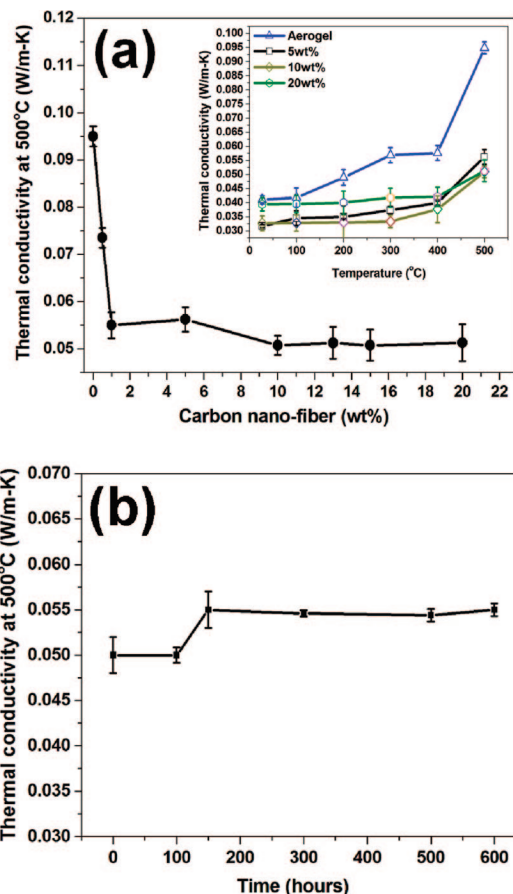 (a)
Thermal conductivity at 500°C (W/m-K)
0.12
0.11
0.10
0.09
0.08
0.07
0.06
0.05
0 2 4 6 8 10 12 14 16 18 20 22
Carbon nano-fiber (wt%)
Thermal conductivity (W/m-K)
0.100
0.095
0.090
0.085
0.080
0.075
0.070
0.065
0.060
0.055
0.050
0.045
0.040
0.035
0.030
Aerogel
5wt%
10wt%
20wt%
0 100 200 300 400 500
Temperature (°C)
(b)
Thermal conductivity at 500°C (W/m-K)
0.070
0.065
0.060
0.055
0.050
0.045
0.040
0.035
0.030
0 100 200 300 400 500 600
Time (hours)